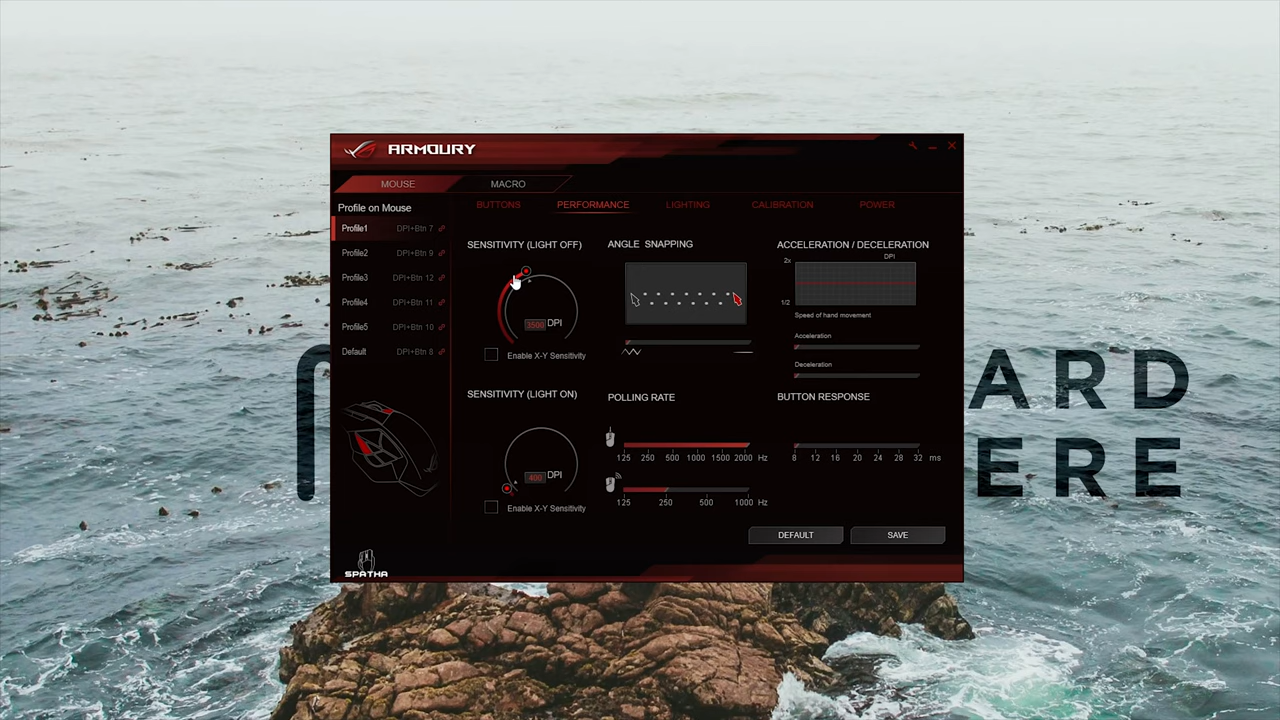 ARMOURY
MOUSE
MACRO
Profile on Mouse
Profile1 DPI+Btn 7
Profile2 DPI+Btn 9
Profile3 DPI+Btn 12
Profile4 DPI+Btn 11
Profile5 DPI+Btn 10
Default DPI+Btn 8
SPATHA
BUTTONS
PERFORMANCE
LIGHTING
CALIBRATION
POWER
SENSITIVITY (LIGHT OFF)
3500 DPI
Enable X-Y Sensitivity
ANGLE SNAPPING
ACCELERATION / DECELERATION
DPI
2x
1/2
Speed of hand movement
Acceleration
Deceleration
SENSITIVITY (LIGHT ON)
400 DPI
Enable X-Y Sensitivity
POLLING RATE
125 250 500 1000 1500 2000 Hz
125 250 500 1000 Hz
BUTTON RESPONSE
8 12 16 20 24 28 32 ms
DEFAULT
SAVE
ARD
ERE